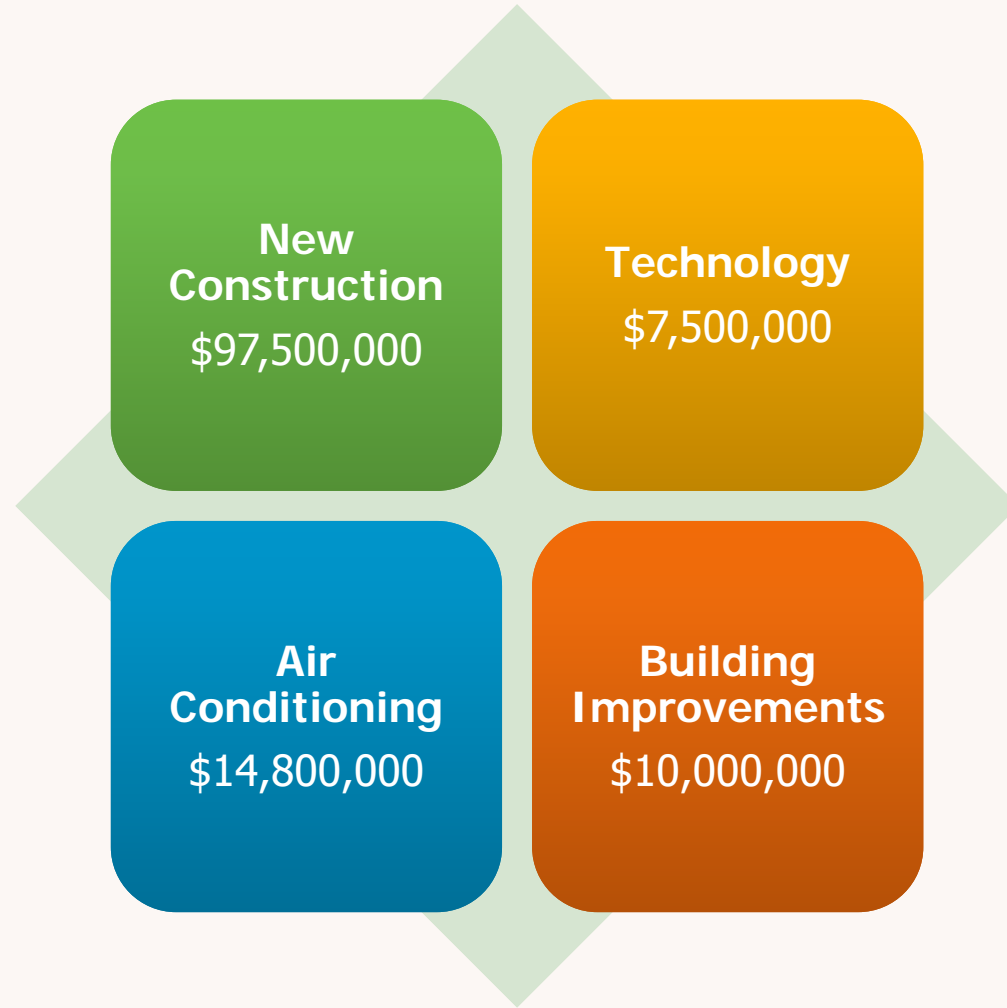 New
Construction
$97,500,000
Technology
$7,500,000
Air
Conditioning
$14,800,000
Building
Improvements
$10,000,000